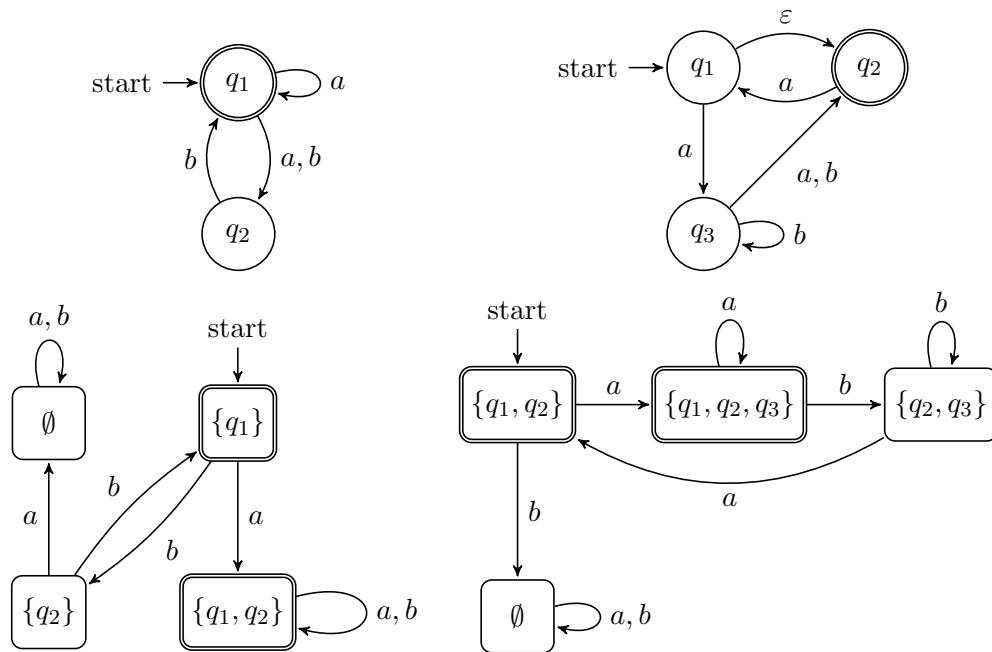 start
q₁
a
b
a, b
q₂
start
q₁
ε
q₂
a
a
a, b
q₃
b
a, b
∅
a
{q₂}
start
{q₁}
b
b
a
{q₁, q₂}
a, b
start
{q₁, q₂}
a
a
{q₁, q₂, q₃}
b
b
{q₂, q₃}
a
b
∅
a, b